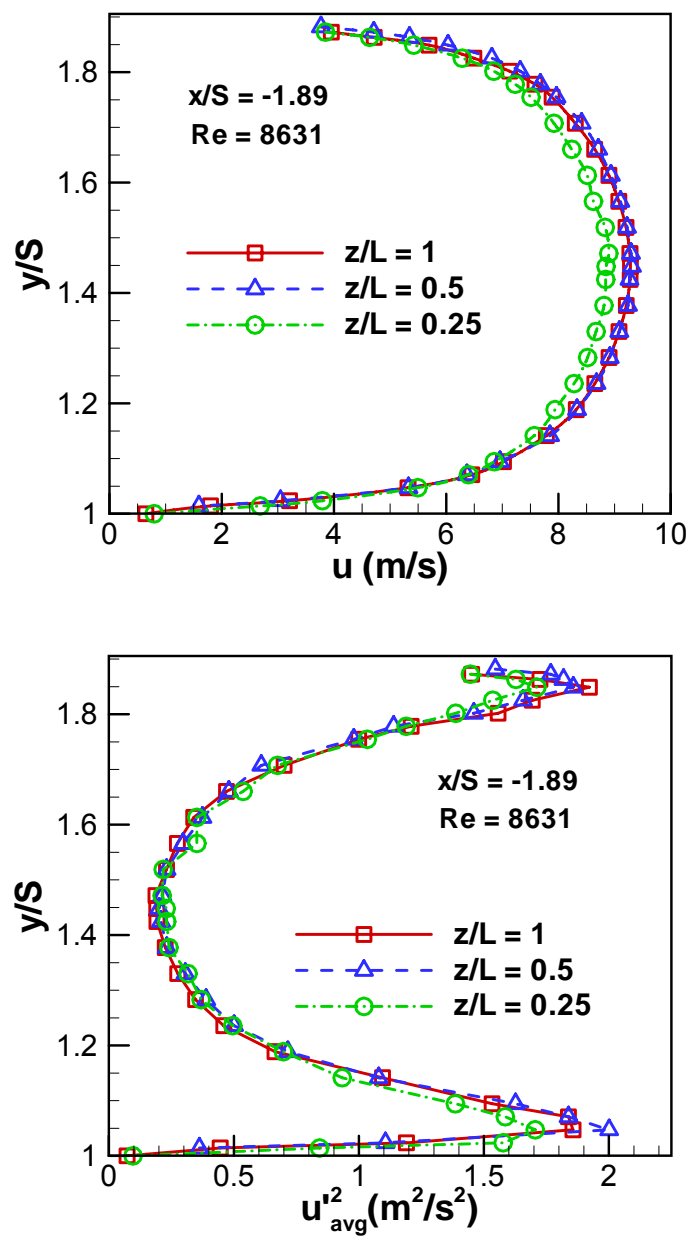 1.8
x/S = -1.89
Re = 8631
1.6
y/S
z/L = 1
z/L = 0.5
z/L = 0.25
1.4
1.2
1
2 4 6 8 10
u (m/s)
1.8
x/S = -1.89
Re = 8631
1.6
y/S
z/L = 1
z/L = 0.5
z/L = 0.25
1.4
1.2
1
0.5 1 1.5 2
u'²avg(m²/s²)